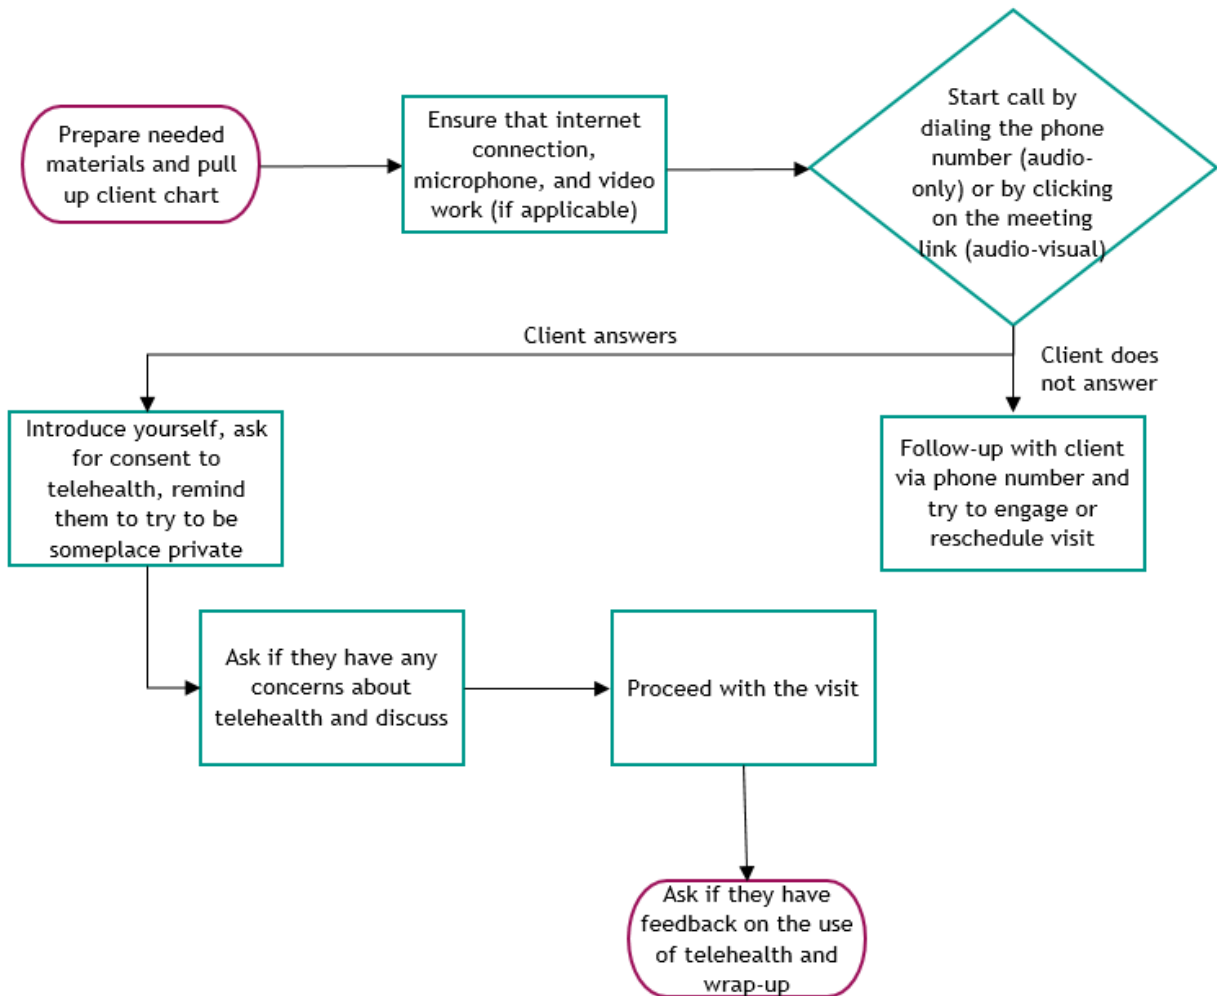 Prepare needed
materials and pull
up client chart
Ensure that internet
connection,
microphone, and video
work (if applicable)
Start call by
dialing the phone
number (audio-
only) or by clicking
on the meeting
link (audio-visual)
Client answers
Client does
not answer
Introduce yourself, ask
for consent to
telehealth, remind
them to try to be
someplace private
Follow-up with client
via phone number and
try to engage or
reschedule visit
Ask if they have any
concerns about
telehealth and discuss
Proceed with the visit
Ask if they have
feedback on the use
of telehealth and
wrap-up